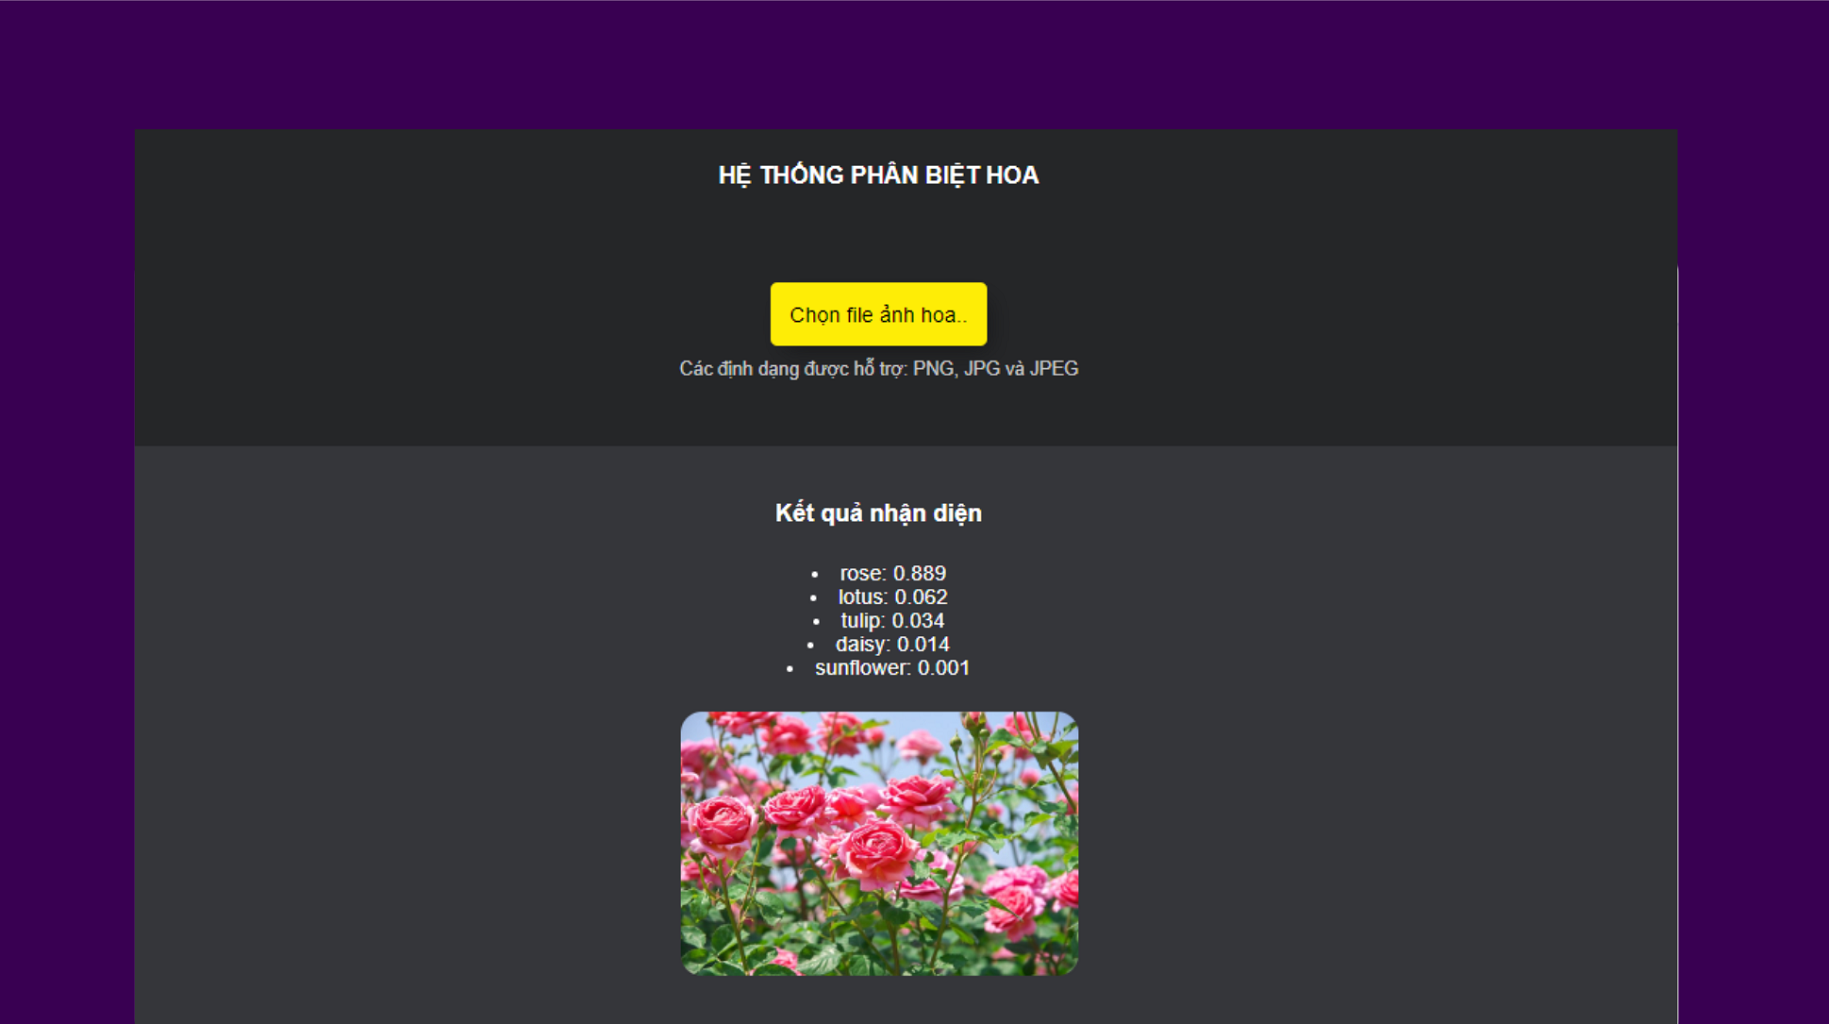 HỆ THỐNG PHÂN BIỆT HOA
Chọn file ảnh hoa..
Các định dạng được hỗ trợ: PNG, JPG và JPEG
Kết quả nhận diện
• rose: 0.889
• lotus: 0.062
• tulip: 0.034
• daisy: 0.014
• sunflower: 0.001